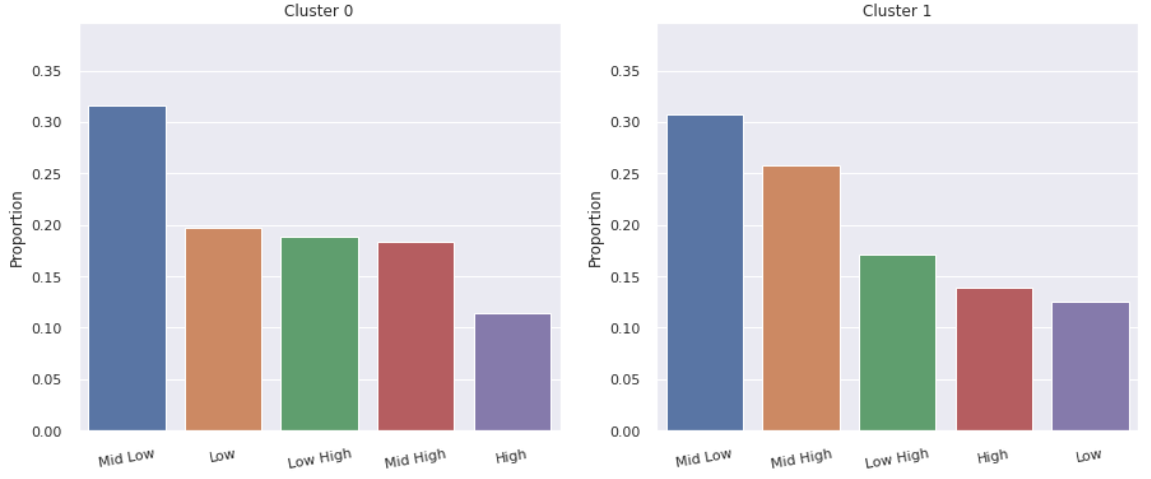 Cluster 0
Proportion
0.35
0.30
0.25
0.20
0.15
0.10
0.05
0.00
Mid Low
Low
Low High
Mid High
High
Cluster 1
Proportion
0.35
0.30
0.25
0.20
0.15
0.10
0.05
0.00
Mid Low
Mid High
Low High
High
Low